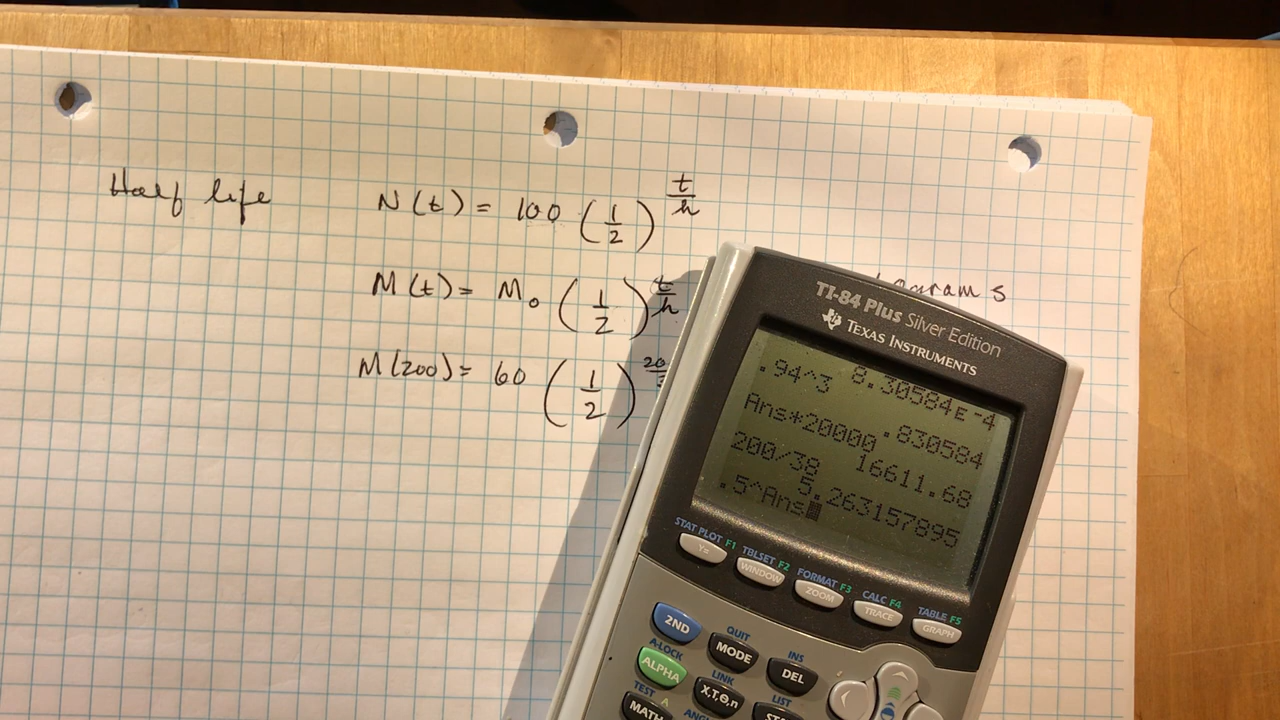 Half life N(t) = 100 (1/2)^t/h
M(t) = M₀ (1/2)^t/h
M(200) = 60 (1/2)
TI-84 Plus Silver Edition
TEXAS INSTRUMENTS
8.30584E-4
.94^3
.830584
Ans*20000
16611.68
200/38
5.263157895
.5^Ans
STAT PLOT F1 TBLSET F2 FORMAT F3 CALC F4 TABLE F5
Y= WINDOW ZOOM TRACE GRAPH
QUIT INS
2ND MODE DEL
A-LOCK LINK LIST
ALPHA X,T,Θ,n
TEST A
MATH